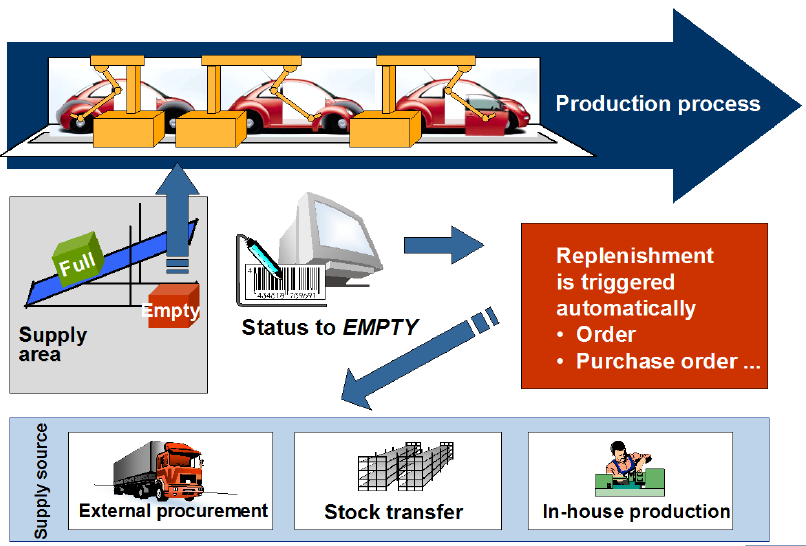 Production process
Full
Empty
Supply
area
Status to EMPTY
Replenishment
is triggered
automatically
• Order
• Purchase order ...
Supply source
External procurement
Stock transfer
In-house production